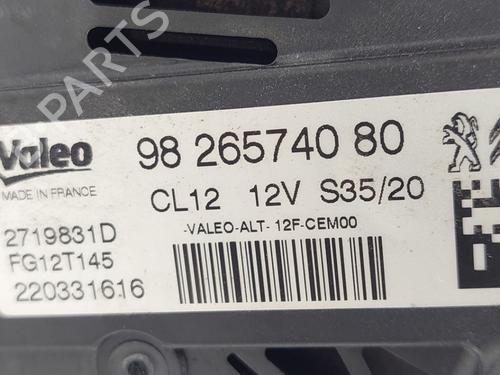 PARTS
Valeo
MADE IN FRANCE
98 265740 80
CL12 12V S35/20
-VALEO-ALT- 12F-CEM00
2719831D
FG12T145
220331616